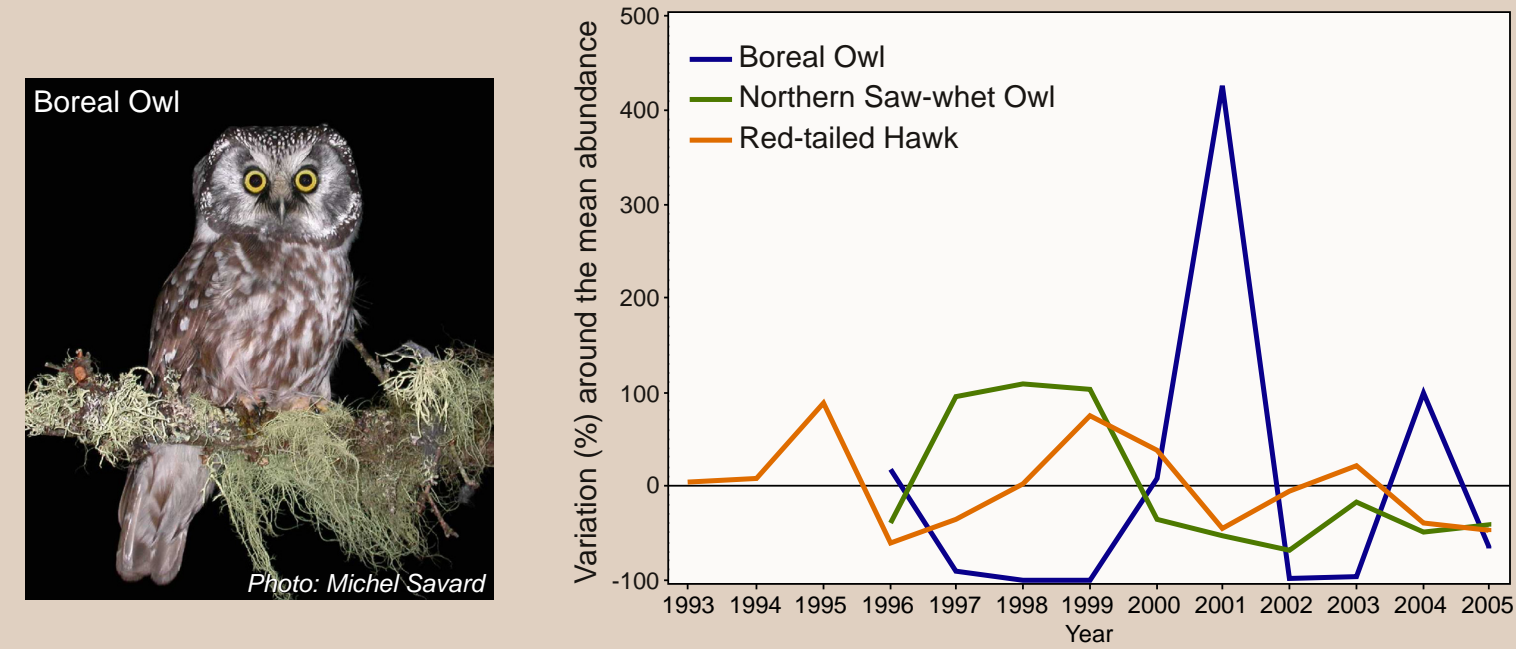 Boreal Owl
Photo: Michel Savard
Variation (%) around the mean abundance
500
400
300
200
100
0
-100
Boreal Owl
Northern Saw-whet Owl
Red-tailed Hawk
1993 1994 1995 1996 1997 1998 1999 2000 2001 2002 2003 2004 2005
Year